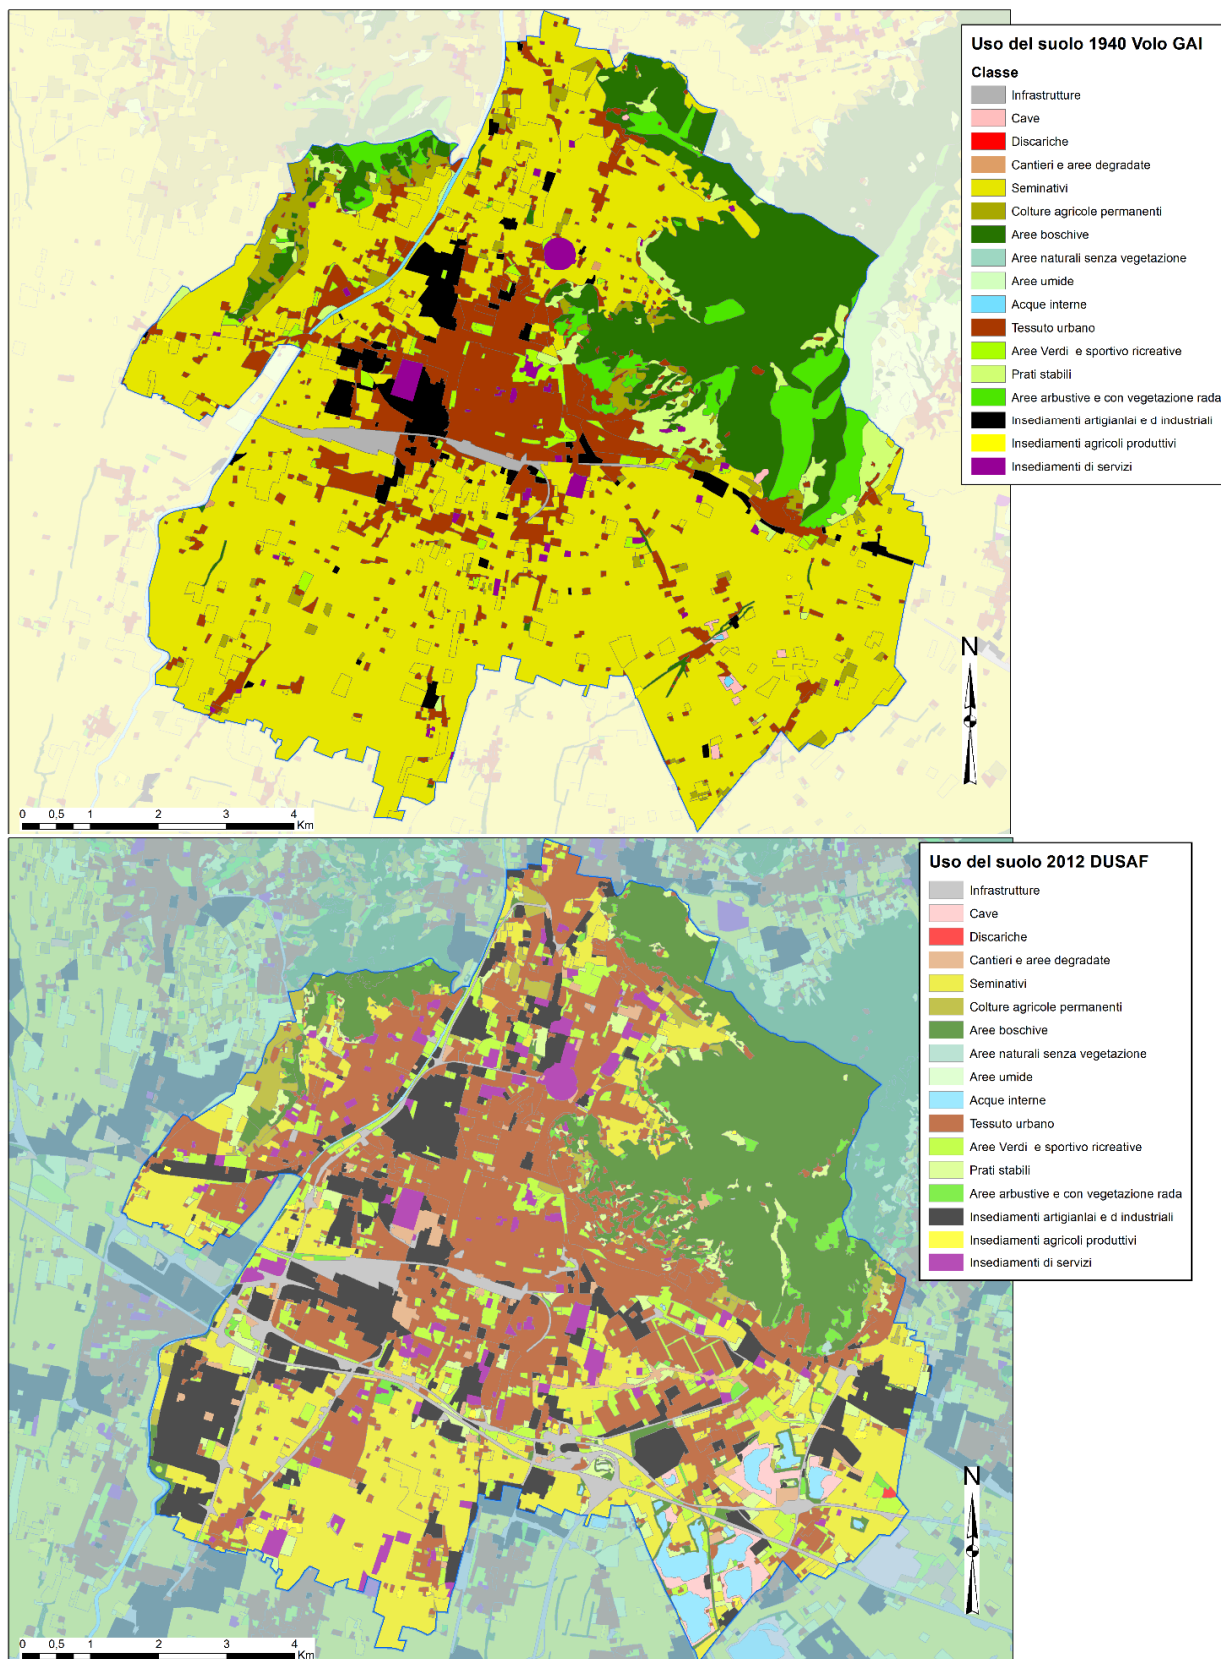 Uso del suolo 1940 Volo GAI
Classe
Infrastrutture
Cave
Discariche
Cantieri e aree degradate
Seminativi
Colture agricole permanenti
Aree boschive
Aree naturali senza vegetazione
Aree umide
Acque interne
Tessuto urbano
Aree Verdi e sportivo ricreative
Prati stabili
Aree arbustive e con vegetazione rada
Insediamenti artigianlai e d industriali
Insediamenti agricoli produttivi
Insediamenti di servizi
N
0 0,5 1 2 3 4
Km
Uso del suolo 2012 DUSAF
Infrastrutture
Cave
Discariche
Cantieri e aree degradate
Seminativi
Colture agricole permanenti
Aree boschive
Aree naturali senza vegetazione
Aree umide
Acque interne
Tessuto urbano
Aree Verdi e sportivo ricreative
Prati stabili
Aree arbustive e con vegetazione rada
Insediamenti artigianlai e d industriali
Insediamenti agricoli produttivi
Insediamenti di servizi
N
0 0,5 1 2 3 4
Km